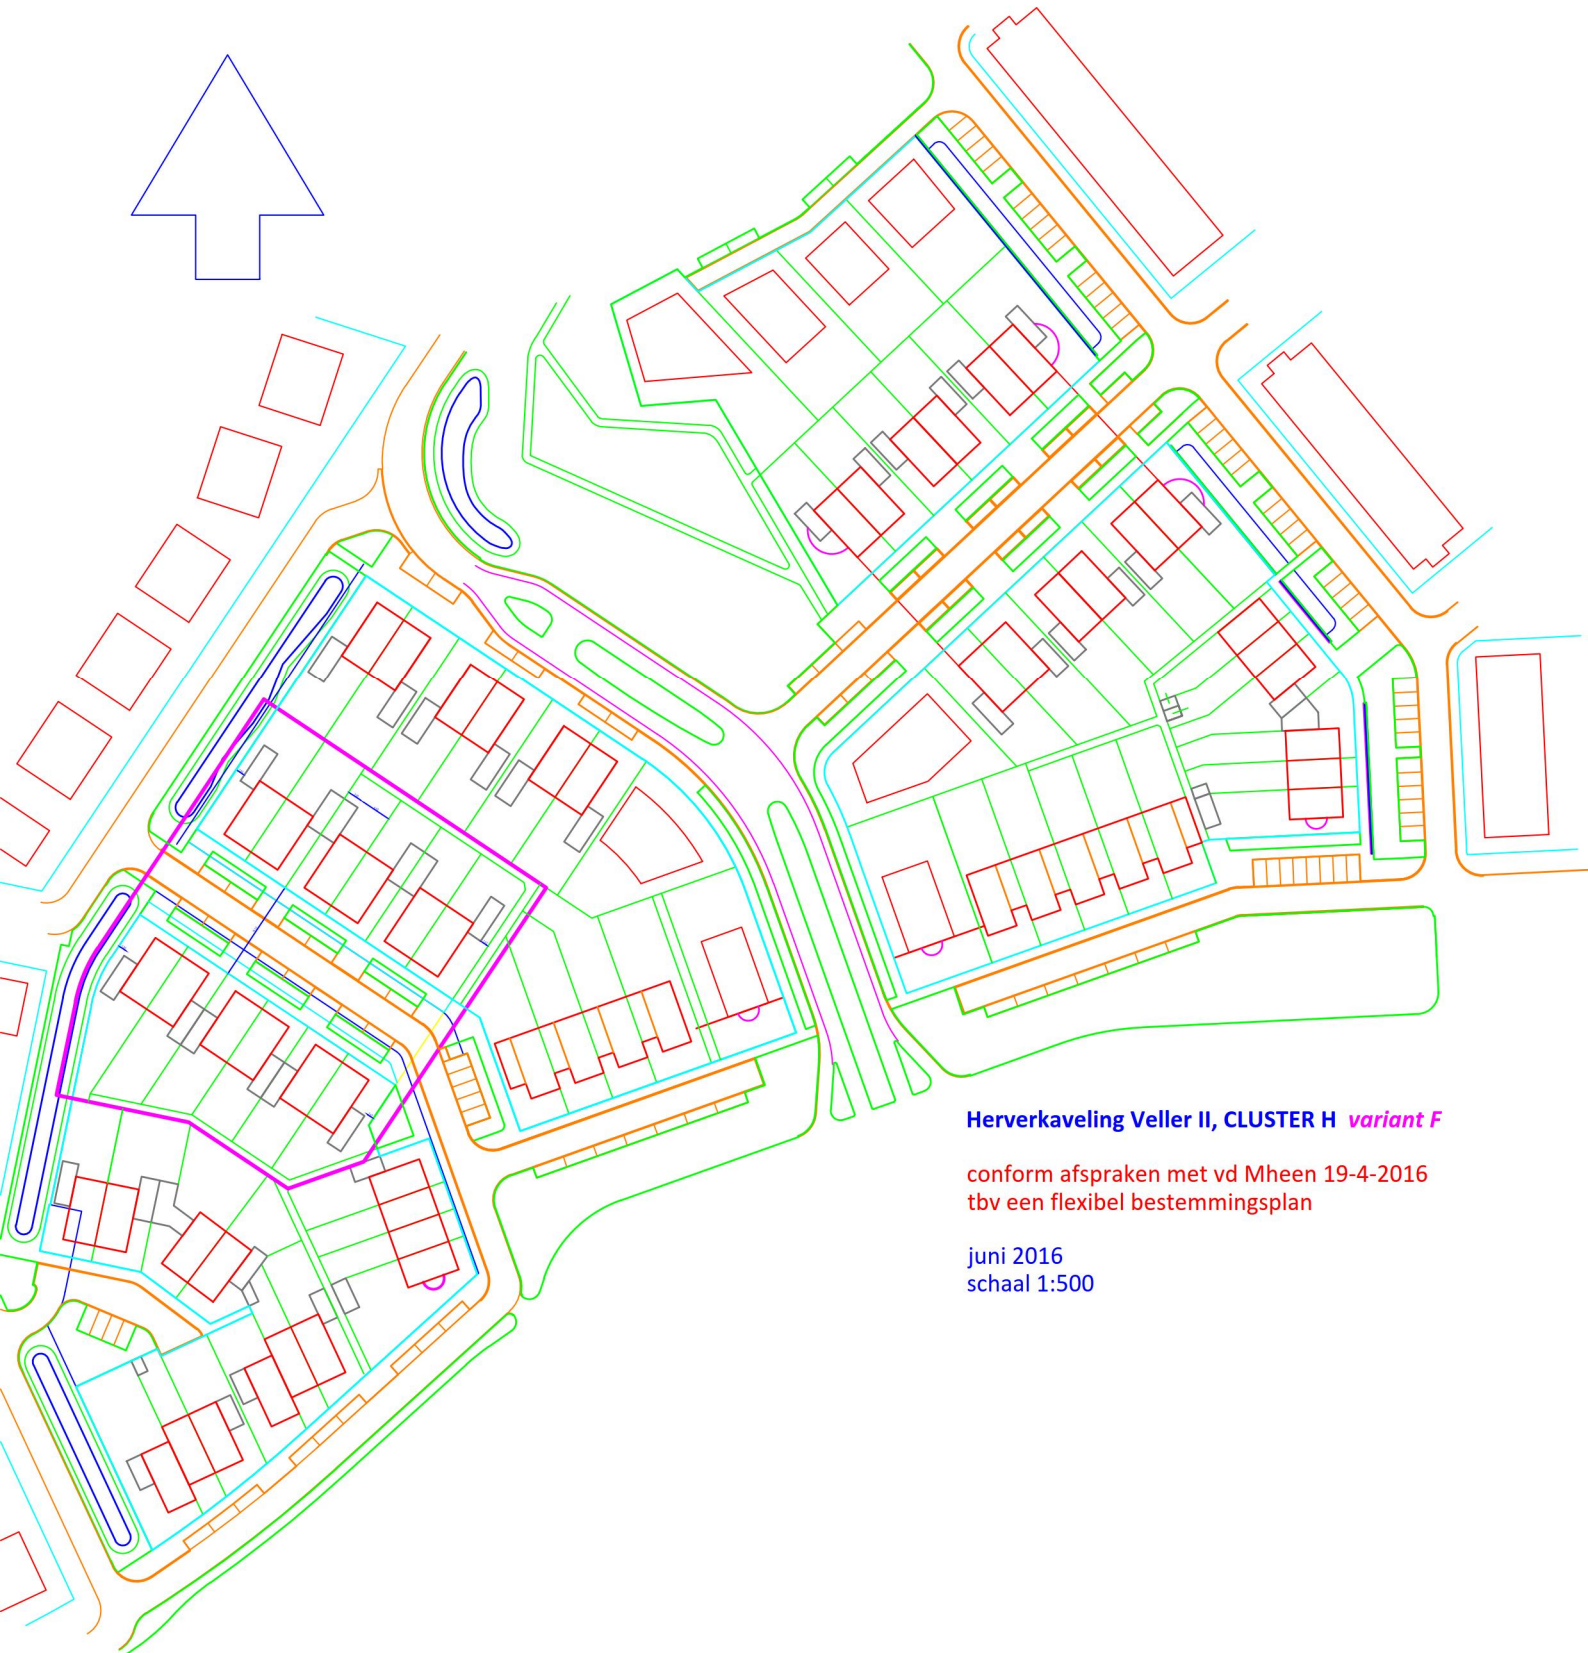 Herverkaveling Veller II, CLUSTER H variant F
conform afspraken met vd Mheen 19-4-2016
tbv een flexibel bestemmingsplan
juni 2016
schaal 1:500